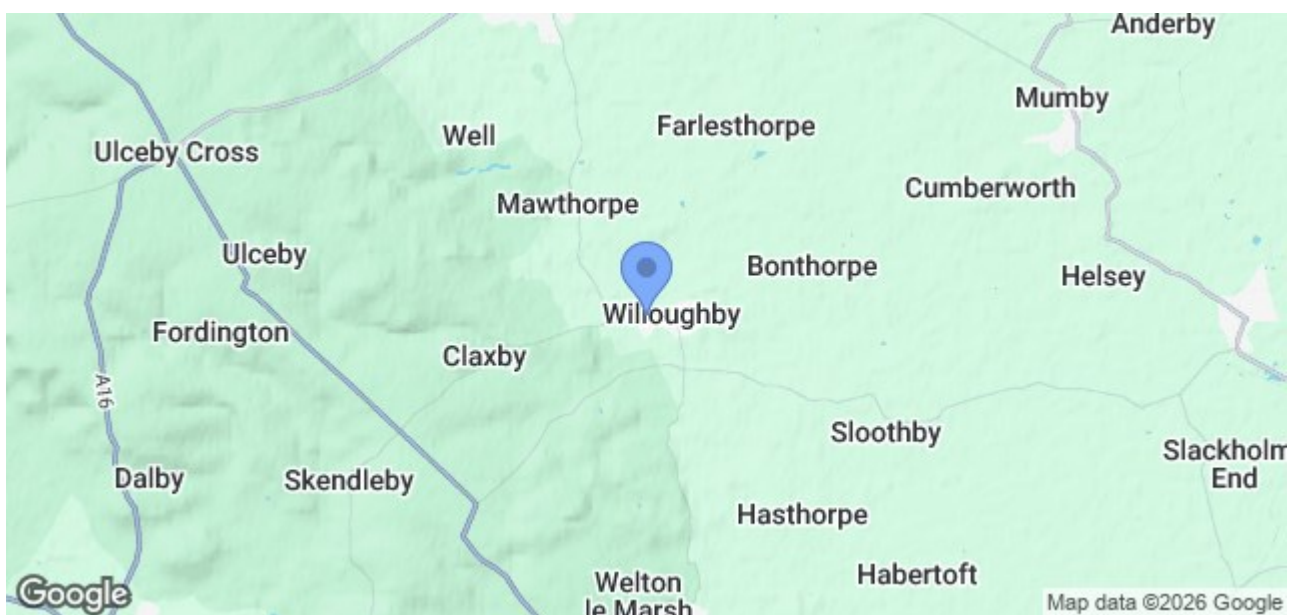 Anderby
Mumby
Farlesthorpe
Well
Ulceby Cross
Cumberworth
Mawthorpe
Ulceby
Bonthorpe
Helsey
Willoughby
Fordington
Claxby
A16
Sloothby
Slackholm
End
Dalby
Skendleby
Hasthorpe
Habertoft
Welton
le Marsh
Google
Map data ©2026 Google